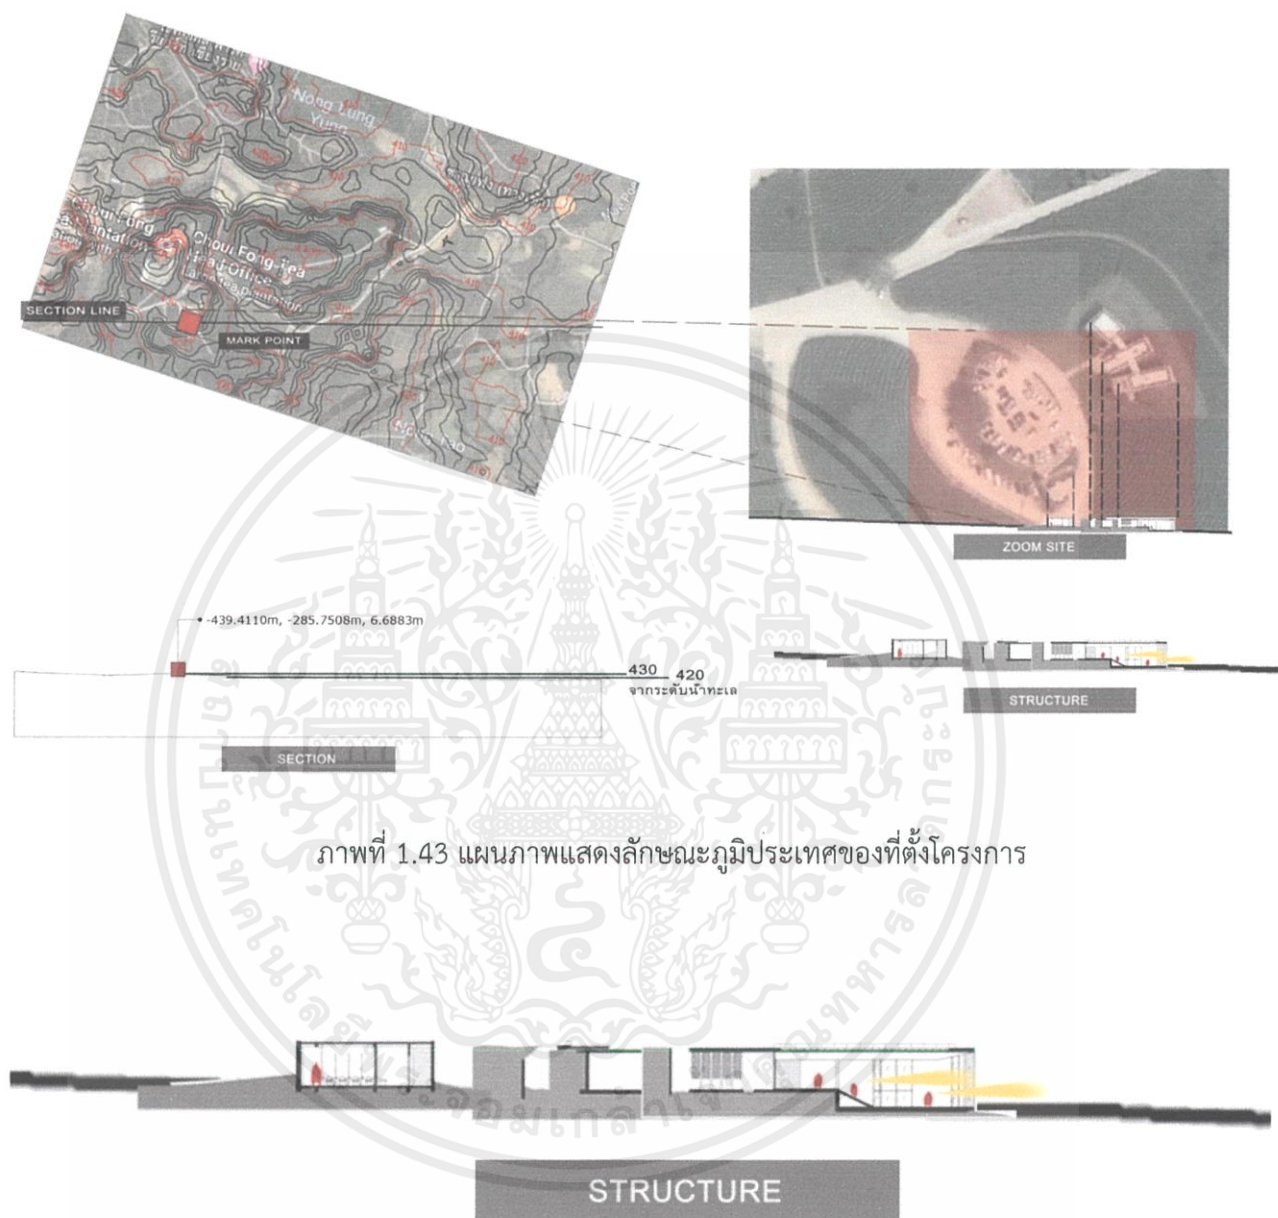 Nong Lung
Yung
Choui Fong Tea
Head Office
SECTION LINE
MARK POINT
ZOOM SITE
-439.4110m, -285.7508m, 6.6883m
430 420
จากระดับน้ำทะเล
SECTION
STRUCTURE
ภาพที่ 1.43 แผนภาพแสดงลักษณะภูมิประเทศของที่ตั้งโครงการ
STRUCTURE